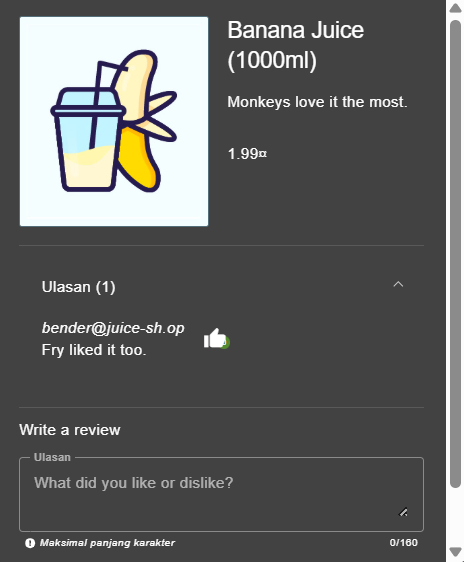 Banana Juice
(1000ml)
Monkeys love it the most.
1.99¤
Ulasan (1)
bender@juice-sh.op
Fry liked it too.
Write a review
Ulasan
What did you like or dislike?
Maksimal panjang karakter
0/160